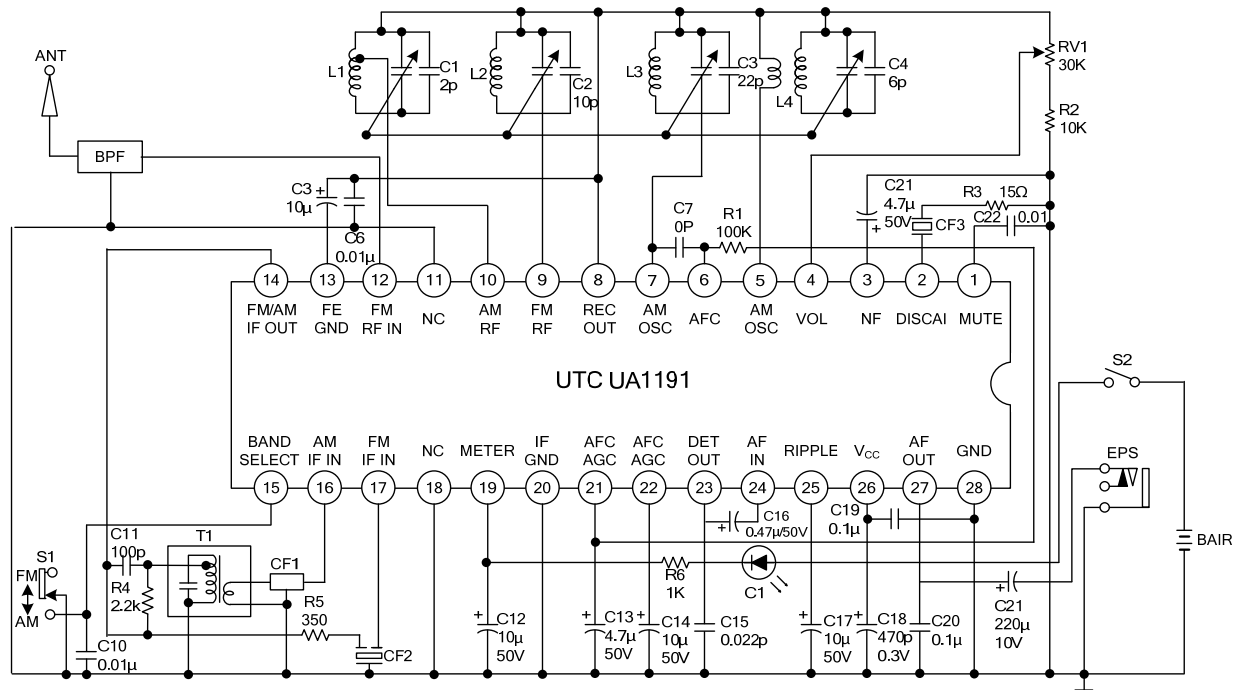 ANT
BPF
L1
C1
2p
L2
C2
10p
L3
C3
22p
L4
C4
6p
RV1
30K
R2
10K
C3
+
10μ
C6
0.01μ
C7
0P
R1
100K
C21
4.7μ
50V
+
R3
15Ω
CF3
C22
0.01
14
13
12
11
10
9
8
7
6
5
4
3
2
1
FM/AM
IF OUT
FE
GND
FM
RF IN
NC
AM
RF
FM
RF
REC
OUT
AM
OSC
AFC
AM
OSC
VOL
NF
DISCAI
MUTE
UTC UA1191
BAND
SELECT
AM
IF IN
FM
IF IN
NC
METER
IF
GND
AFC
AGC
AFC
AGC
DET
OUT
AF
IN
RIPPLE
VCC
AF
OUT
GND
15
16
17
18
19
20
21
22
23
24
25
26
27
28
S2
EPS
BAIR
S1
FM
AM
C11
100p
R4
2.2k
T1
CF1
R5
350
CF2
C10
0.01μ
+
C16
0.47μ/50V
C19
0.1μ
R6
1K
C1
+
C12
10μ
50V
+
C13
4.7μ
50V
+
C14
10μ
50V
C15
0.022p
+
C17
10μ
50V
+
C18
470p
0.3V
C20
0.1μ
+
C21
220μ
10V